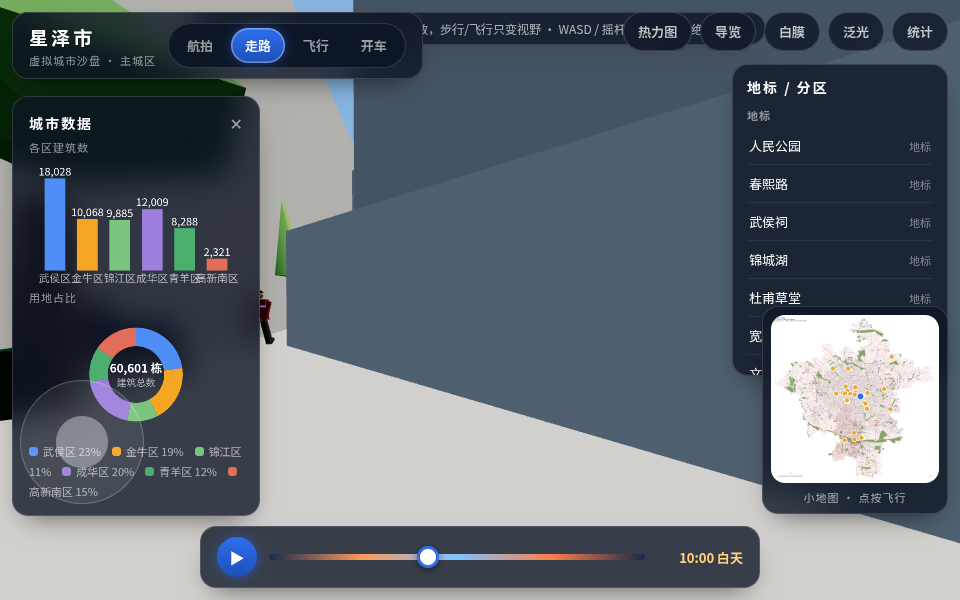 星泽市
虚拟城市沙盘 · 主城区
航拍
走路
飞行
开车
步行/飞行只变视野 · WASD / 摇杆
热力图
导览
白膜
泛光
统计
城市数据
×
各区建筑数
18,028
10,068
9,885
12,009
8,288
2,321
武侯区
金牛区
锦江区
成华区
青羊区
高新南区
用地占比
60,601 栋
建筑总数
武侯区 23% 金牛区 19% 锦江区
11% 成华区 20% 青羊区 12%
高新南区 15%
地标 / 分区
地标
人民公园 地标
春熙路 地标
武侯祠 地标
锦城湖 地标
杜甫草堂 地标
宽
小地图 · 点按飞行
10:00 白天